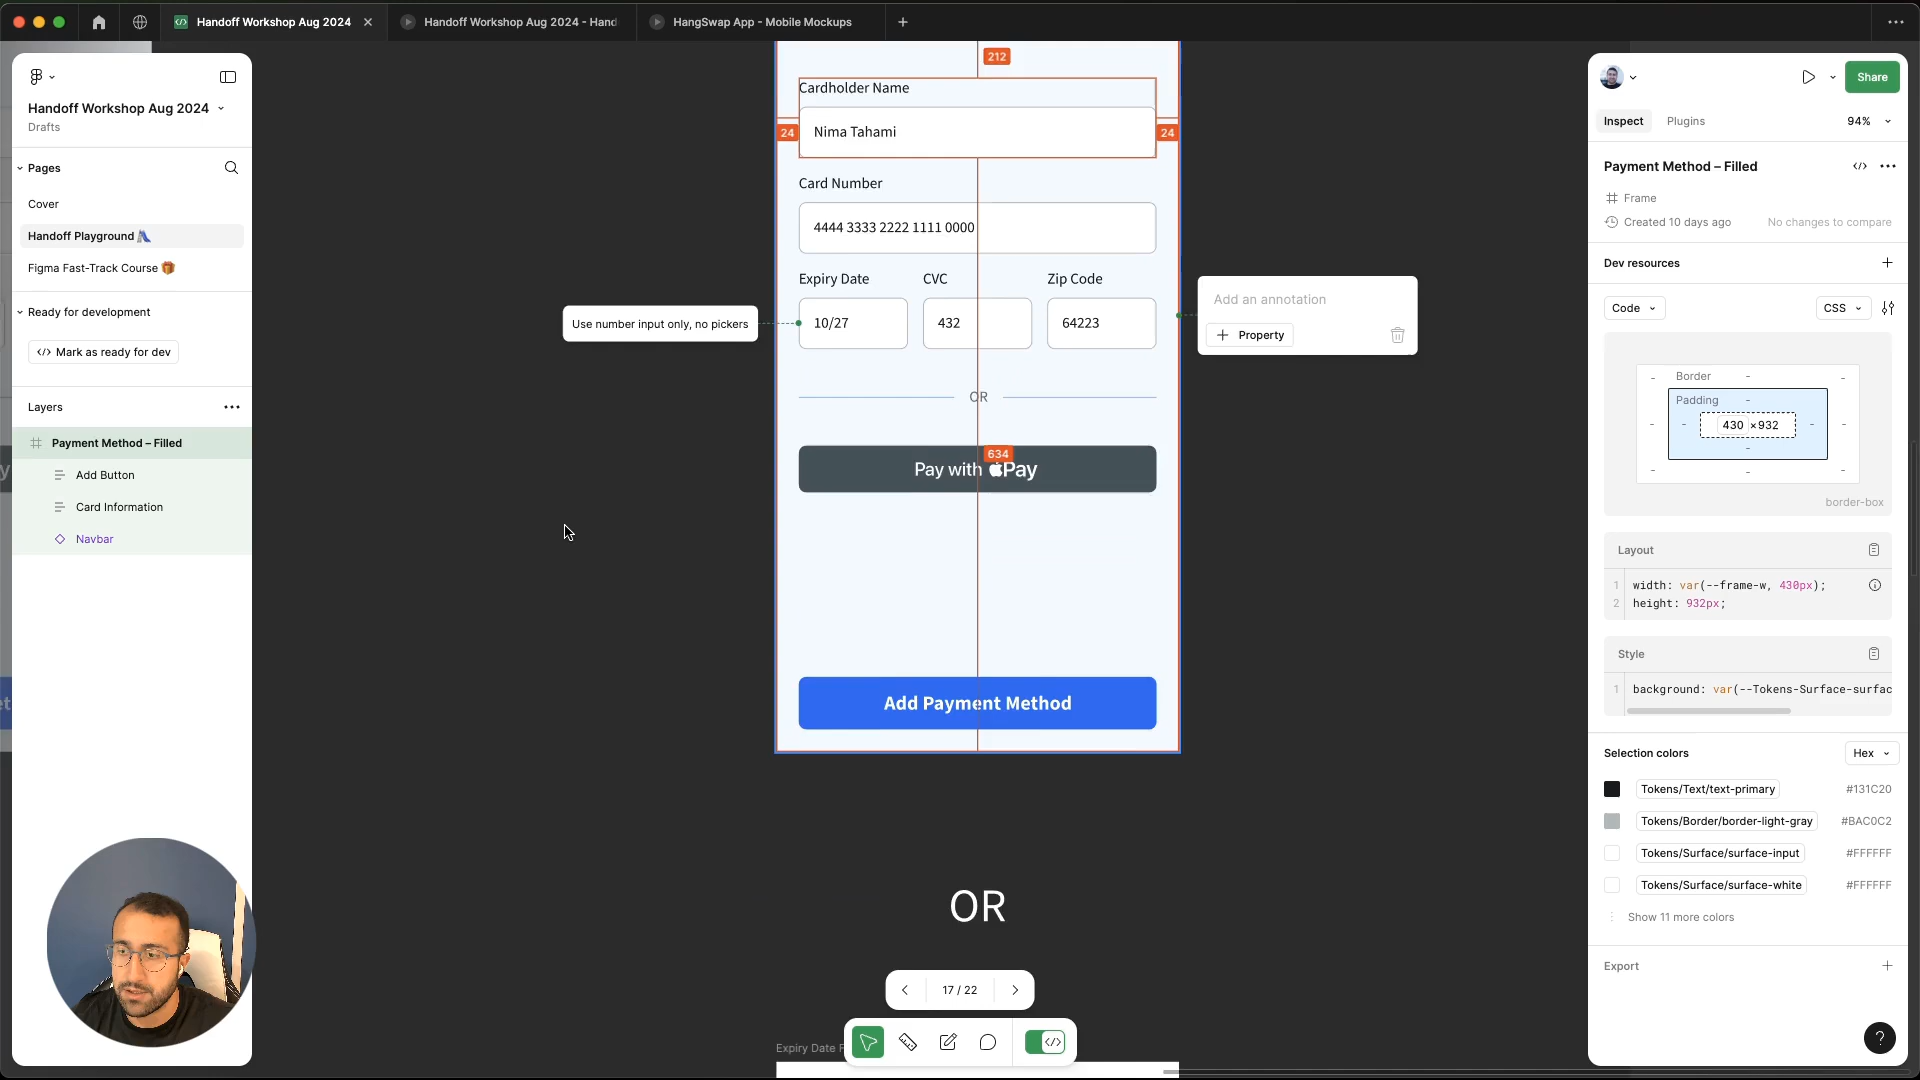 Handoff Workshop Aug 2024
Handoff Workshop Aug 2024 - Hand
HangSwap App - Mobile Mockups
Handoff Workshop Aug 2024
Drafts
Pages
Cover
Handoff Playground
Figma Fast-Track Course
Ready for development
</> Mark as ready for dev
Layers
Payment Method – Filled
Add Button
Card Information
Navbar
212
Cardholder Name
24
Nima Tahami
24
Card Number
4444 3333 2222 1111 0000
Expiry Date
CVC
Zip Code
10/27
432
64223
Use number input only, no pickers
Add an annotation
Property
OR
634
Pay with Pay
Add Payment Method
OR
17 / 22
Expiry Date F
</>
Share
Inspect
Plugins
94%
Payment Method – Filled
</>
Frame
Created 10 days ago
No changes to compare
Dev resources
Code
CSS
Border
-
Padding
-
430 × 932
border-box
Layout
1 width: var(--frame-w, 430px);
2 height: 932px;
Style
1 background: var(--Tokens-Surface-surfac
Selection colors
Hex
Tokens/Text/text-primary
#131C20
Tokens/Border/border-light-gray
#BAC0C2
Tokens/Surface/surface-input
#FFFFFF
Tokens/Surface/surface-white
#FFFFFF
Show 11 more colors
Export
?